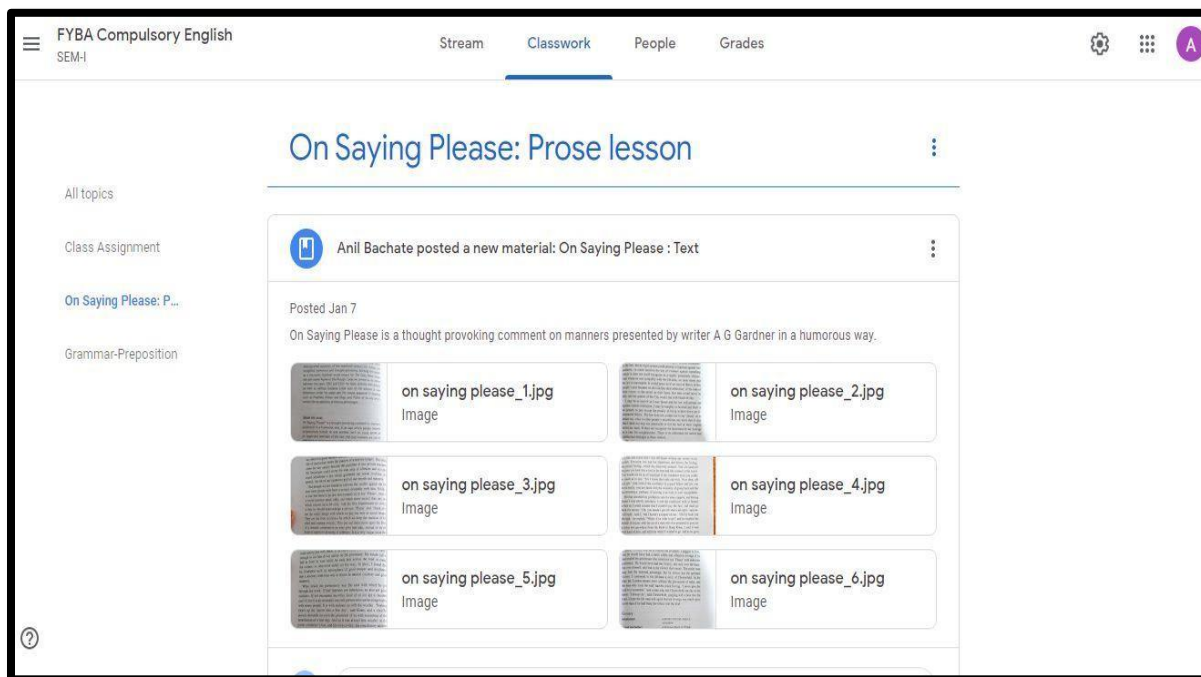 FYBA Compulsory English
SEM-I
Stream Classwork People Grades
A
On Saying Please: Prose lesson
All topics
Class Assignment
On Saying Please: P...
Grammar-Preposition
Anil Bachate posted a new material: On Saying Please : Text
Posted Jan 7
On Saying Please is a thought provoking comment on manners presented by writer A G Gardner in a humorous way.
on saying please_1.jpg
Image
on saying please_2.jpg
Image
on saying please_3.jpg
Image
on saying please_4.jpg
Image
on saying please_5.jpg
Image
on saying please_6.jpg
Image